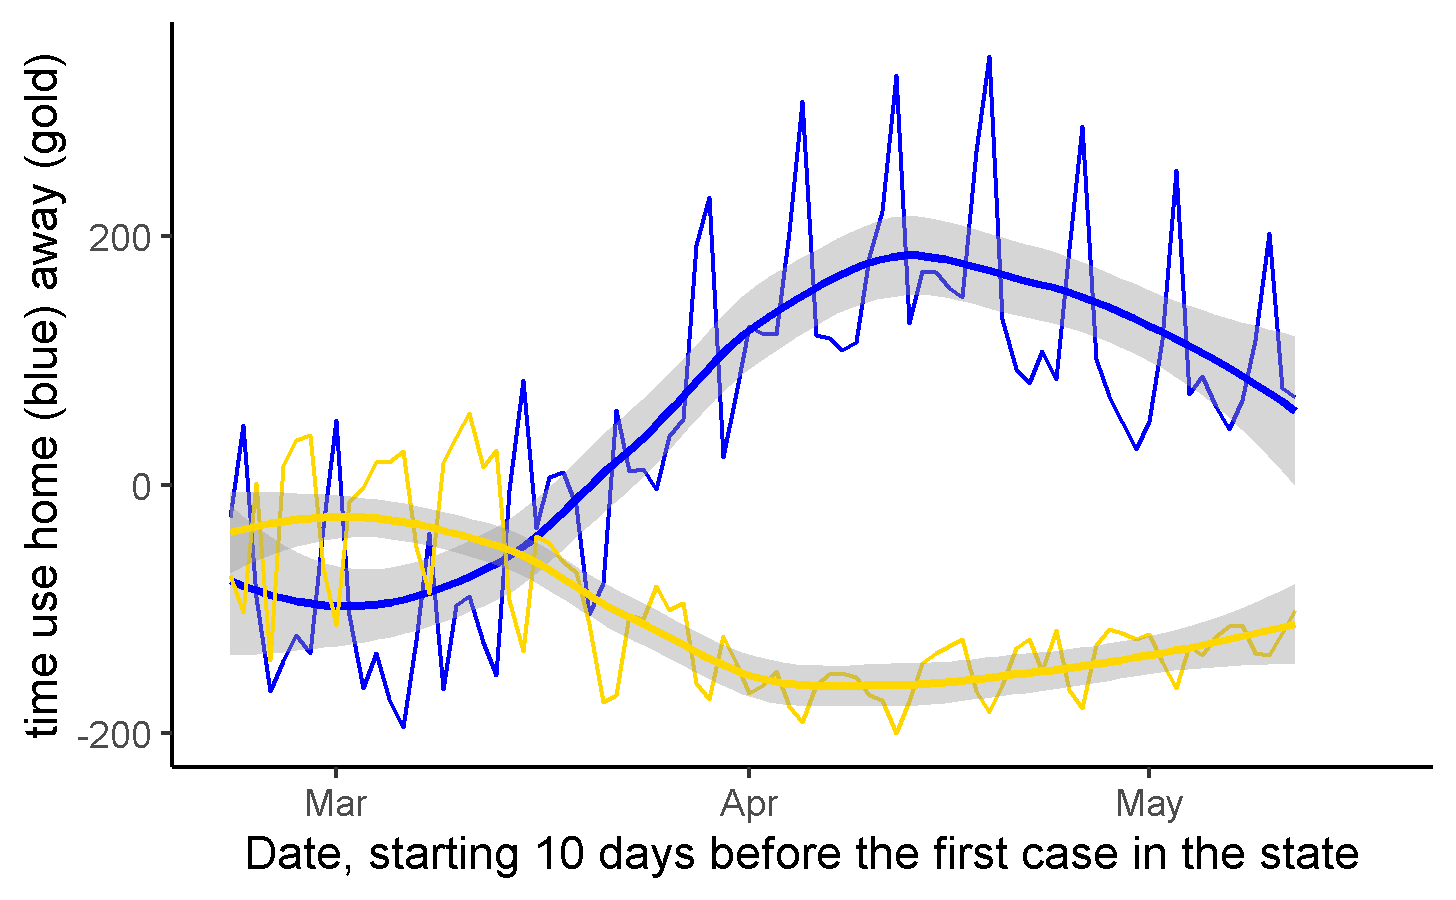 time use home (blue) away (gold)
200
0
-200
Mar Apr May
Date, starting 10 days before the first case in the state